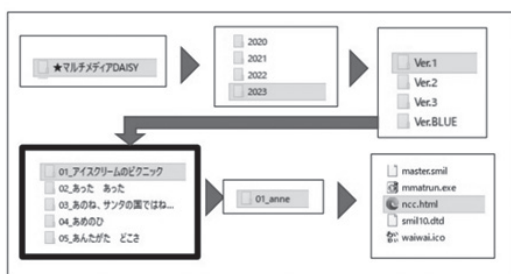 ★マルチメディアDAISY
2020
2021
2022
2023
Ver.1
Ver.2
Ver.3
Ver.BLUE
01_アイスクリームのピクニック
02_あった　あった
03_あのね、サンタの国ではね...
04_あめのひ
05_あんたがた　どこさ
01_anne
master.smil
mmatrun.exe
ncc.html
smil10.dtd
waiwai.ico